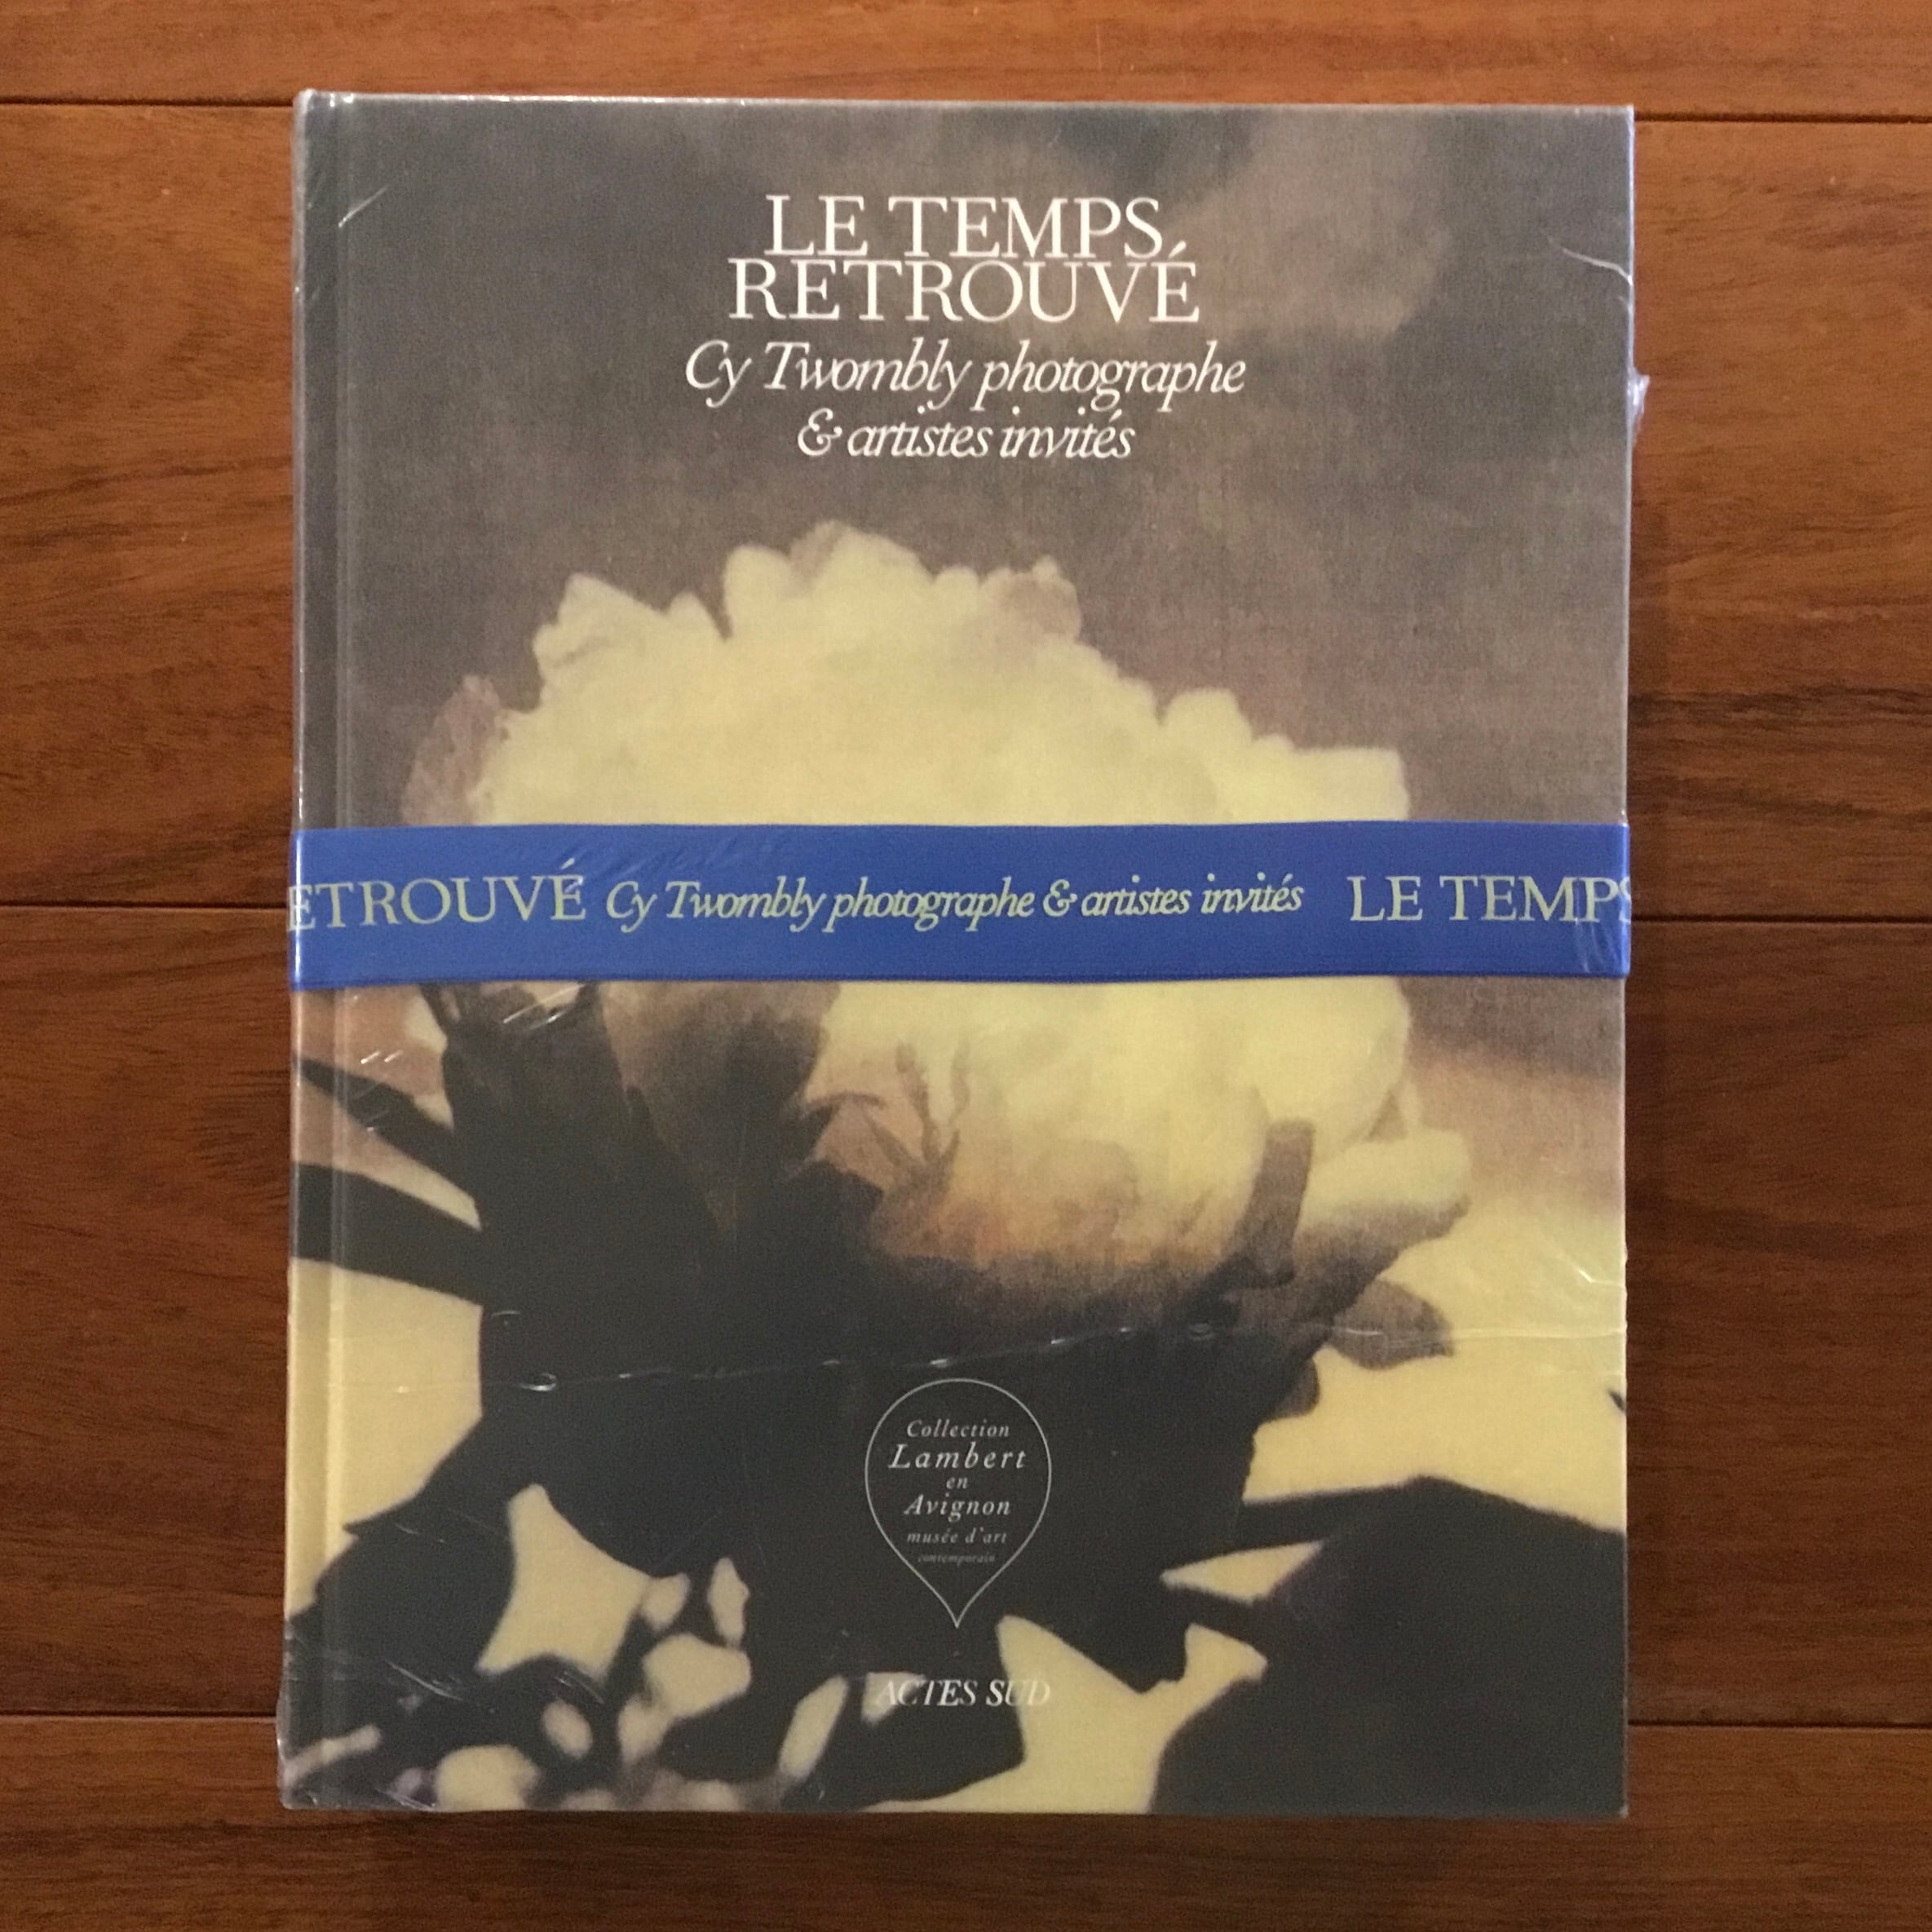 LE TEMPS
RETROUVÉ
Cy Twombly photographe
& artistes invités
ETROUVÉ Cy Twombly photographe & artistes invités LE TEMPS
Collection
Lambert
en
Avignon
musée d'art
contemporain
ACTES SUD